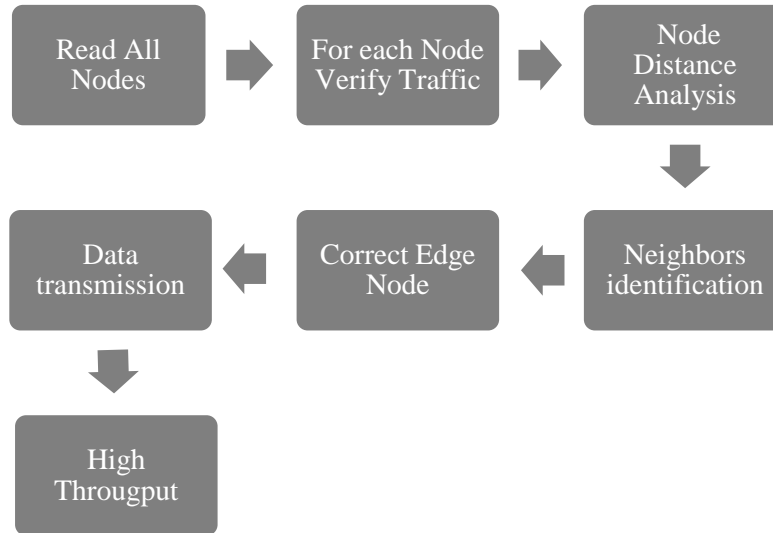 Read All
Nodes
For each Node
Verify Traffic
Node
Distance
Analysis
Neighbors
identification
Correct Edge
Node
Data
transmission
High
Througput